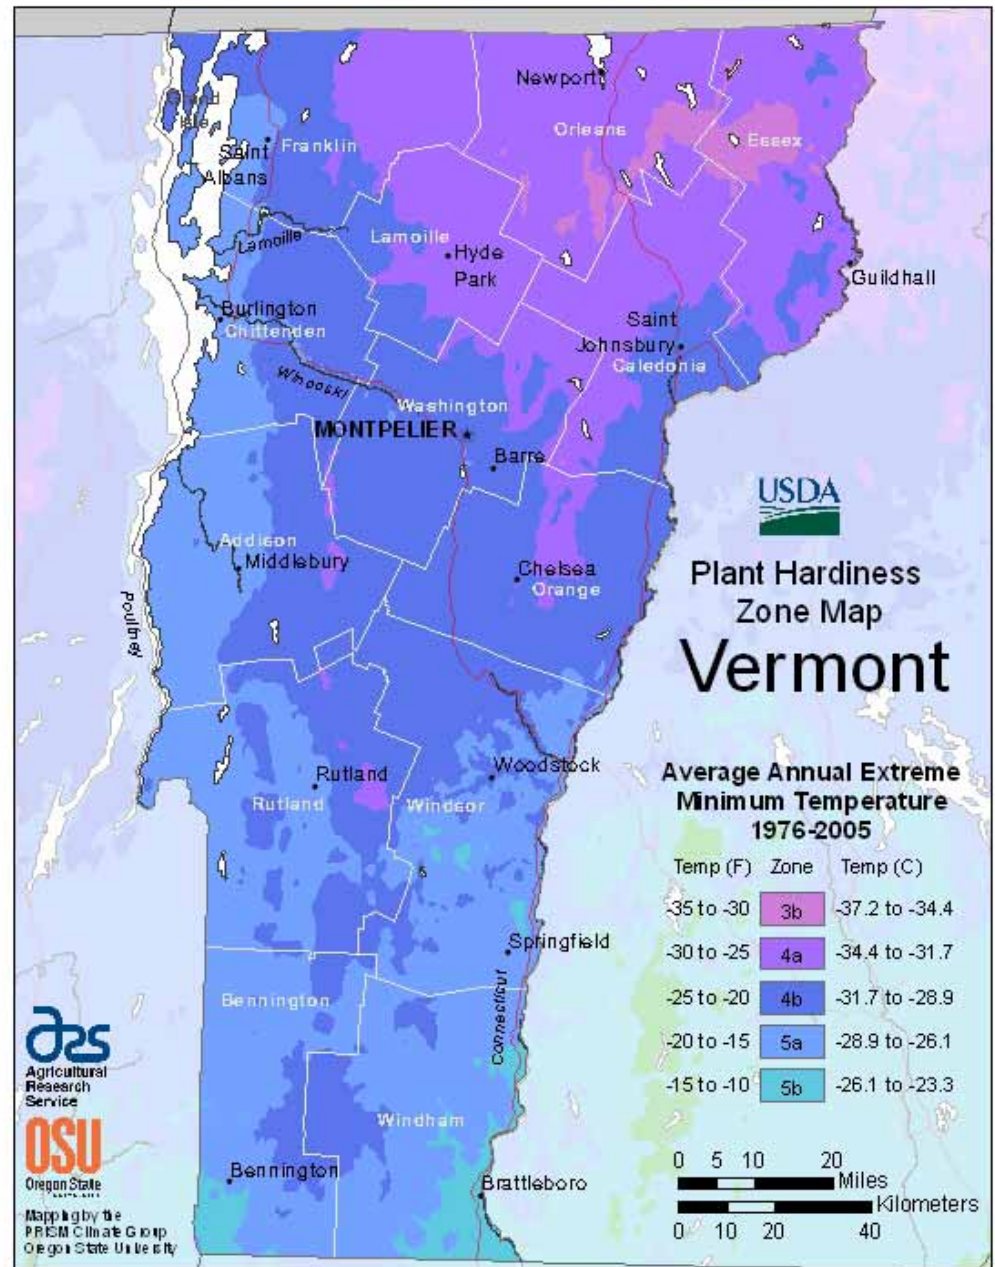 Newport
Orleans
Essex
Isle
Saint
Albans
Franklin
Lamoille
Lamoille
Hyde
Park
Guildhall
Burlington
Chittenden
Saint
Johnsbury
Caledonia
Winooski
Washington
MONTPELIER
Barre
USDA
Addison
Middlebury
Chelsea
Orange
Plant Hardiness
Zone Map
Vermont
Poultney
Rutland
Rutland
Woodstock
Windsor
Average Annual Extreme
Minimum Temperature
1976-2005
Temp (F) Zone Temp (C)
-35 to -30 3b -37.2 to -34.4
-30 to -25 4a -34.4 to -31.7
-25 to -20 4b -31.7 to -28.9
-20 to -15 5a -28.9 to -26.1
-15 to -10 5b -26.1 to -23.3
Springfield
Connecticut
Bennington
Windham
Bennington
Brattleboro
ars
Agricultural
Research
Service
OSU
Oregon State
Mapping by the
PRISM Climate Group
Oregon State University
0 5 10 20
Miles
Kilometers
0 10 20 40